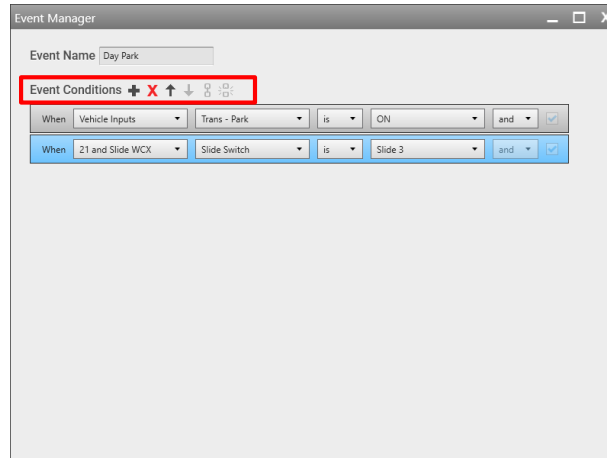 Event Manager
Event Name Day Park
Event Conditions
When Vehicle Inputs Trans - Park is ON and
When 21 and Slide WCX Slide Switch is Slide 3 and